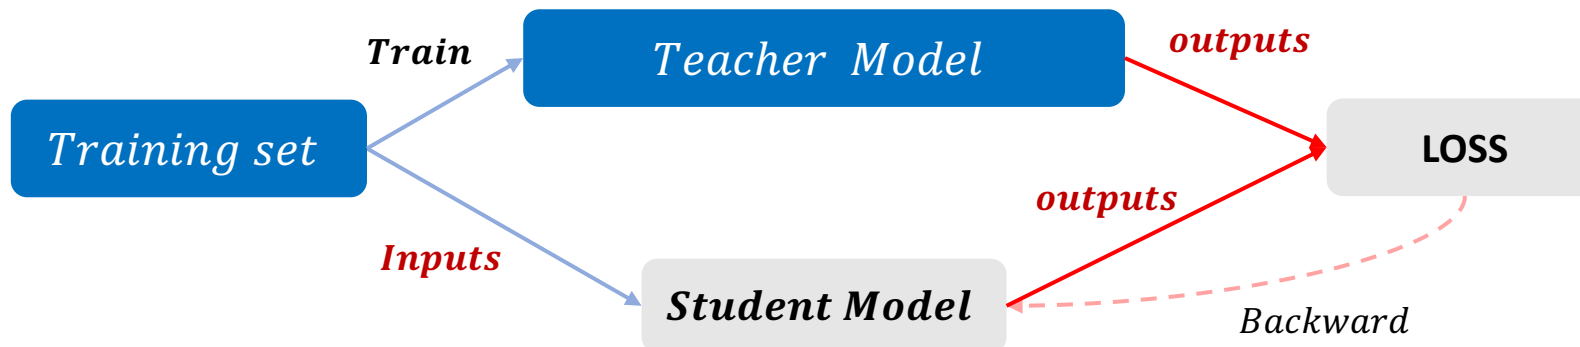 Train
Teacher Model
outputs
Training set
LOSS
outputs
Inputs
Student Model
Backward